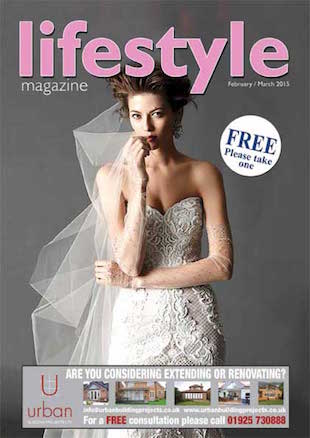 lifestyle
magazine
February / March 2015
FREE
Please take
one
ARE YOU CONSIDERING EXTENDING OR RENOVATING?
urban
info@urbanbuildingprojects.co.uk www.urbanbuildingprojects.co.uk
For a FREE consultation please call 01925 730888